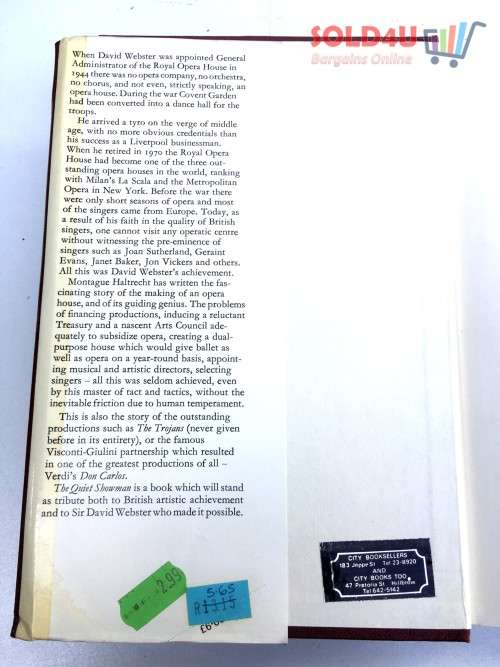 SOLD4U
Bargains Online
When David Webster was appointed General
Administrator of the Royal Opera House in
1944 there was no opera company, no orchestra,
no chorus, and not even, strictly speaking, an
opera house. During the war Covent Garden
had been converted into a dance hall for the
troops.
He arrived a tyro on the verge of middle
age, with no more obvious credentials than
his success as a Liverpool businessman.
When he retired in 1970 the Royal Opera
House had become one of the three out-
standing opera houses in the world, ranking
with Milan's La Scala and the Metropolitan
Opera in New York. Before the war there
were only short seasons of opera and most
of the singers came from Europe. Today, as
a result of his faith in the quality of British
singers, one cannot visit any operatic centre
without witnessing the pre-eminence of
singers such as Joan Sutherland, Geraint
Evans, Janet Baker, Jon Vickers and others.
All this was David Webster's achievement.
Montague Haltrecht has written the fas-
cinating story of the making of an opera
house, and of its guiding genius. The problems
of financing productions, inducing a reluctant
Treasury and a nascent Arts Council ade-
quately to subsidize opera, creating a dual-
purpose house which would give ballet as
well as opera on a year-round basis, appoint-
ing musical and artistic directors, selecting
singers – all this was seldom achieved, even
by this master of tact and tactics, without the
inevitable friction due to human temperament.
This is also the story of the outstanding
productions such as The Trojans (never given
before in its entirety), or the famous
Visconti-Giulini partnership which resulted
in one of the greatest productions of all –
Verdi's Don Carlos.
The Quiet Showman is a book which will stand
as tribute both to British artistic achievement
and to Sir David Webster who made it possible.
2.99
5.65
R13.15
CITY BOOKSELLERS
183 Jeppe St Tel 23-8920
AND
CITY BOOKS TOO
47 Pretoria St Hillbrow
Tel 642-5142